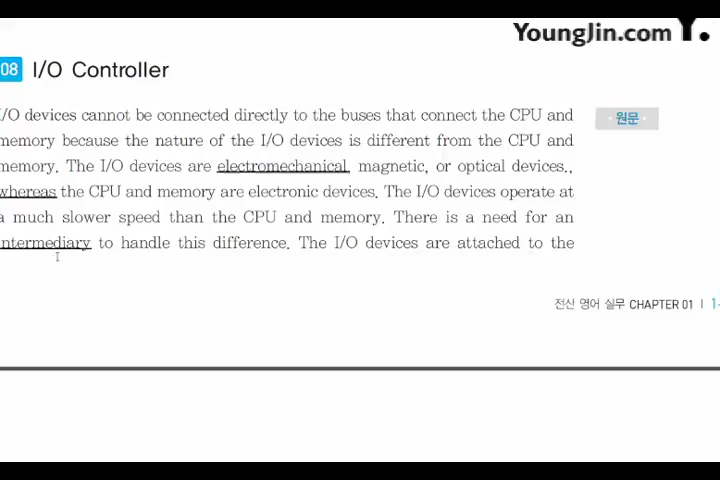 YoungJin.com Y.
08 I/O Controller
I/O devices cannot be connected directly to the buses that connect the CPU and
원문
memory because the nature of the I/O devices is different from the CPU and
memory. The I/O devices are electromechanical, magnetic, or optical devices.,
whereas the CPU and memory are electronic devices. The I/O devices operate at
a much slower speed than the CPU and memory. There is a need for an
intermediary to handle this difference. The I/O devices are attached to the
전산 영어 실무 CHAPTER 01 | 1-